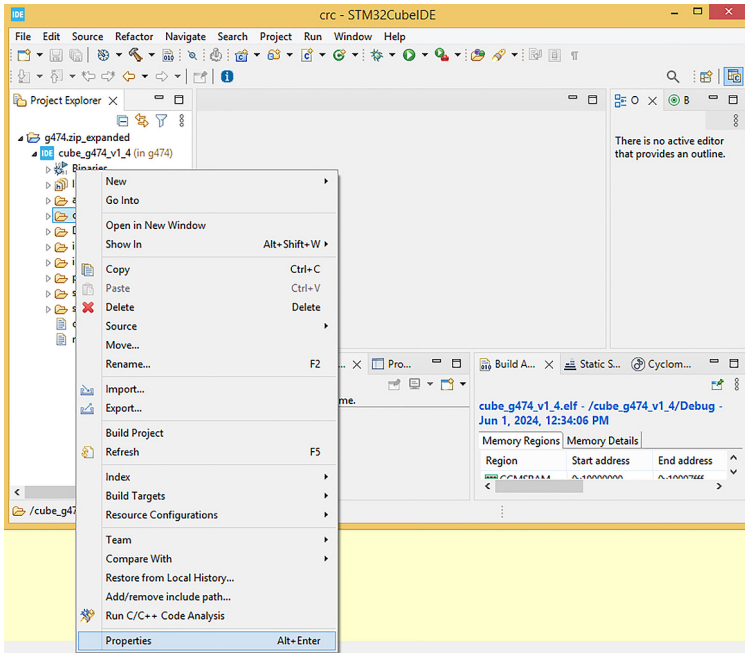 IDE
crc - STM32CubeIDE
File Edit Source Refactor Navigate Search Project Run Window Help
Project Explorer
O
B
g474.zip_expanded
IDE cube_g474_v1_4 (in g474)
Binaries
There is no active editor
that provides an outline.
New
Go Into
Open in New Window
Show In Alt+Shift+W
Copy Ctrl+C
Paste Ctrl+V
Delete Delete
Source
Move...
Rename... F2
Import...
Export...
Build Project
Refresh F5
Index
Build Targets
Resource Configurations
Team
Compare With
Restore from Local History...
Add/remove include path...
Run C/C++ Code Analysis
Properties Alt+Enter
... Pro...
me.
Build A... Static S... Cyclom...
cube_g474_v1_4.elf - /cube_g474_v1_4/Debug -
Jun 1, 2024, 12:34:06 PM
Memory Regions Memory Details
Region Start address End address
/cube_g47